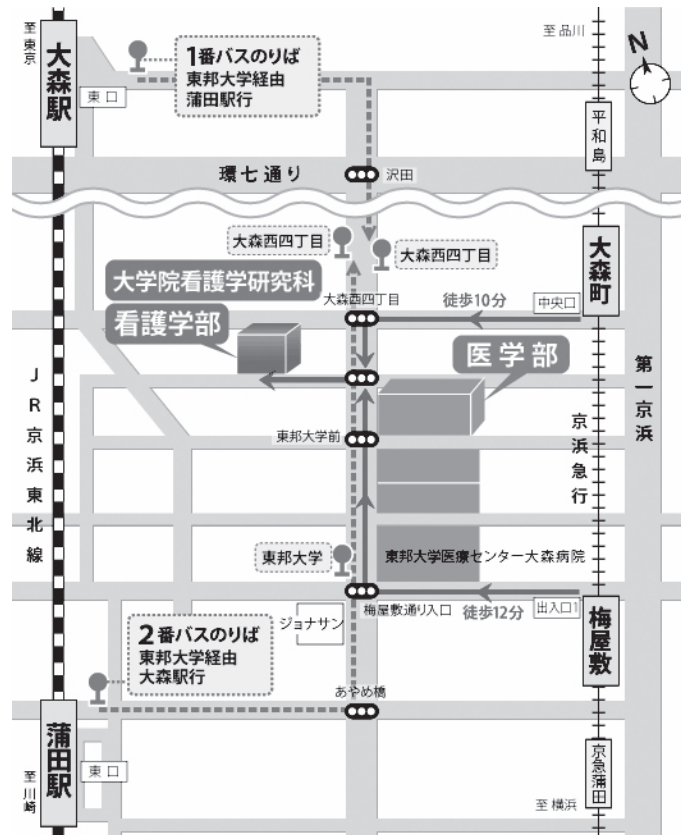 至東京
大森駅
東口
1番バスのりば
東邦大学経由
蒲田駅行
至品川
N
平和島
環七通り
沢田
大森西四丁目
大森西四丁目
大森町
大学院看護学研究科
看護学部
大森西四丁目
徒歩10分
中央口
医学部
第一京浜
JR京浜東北線
京浜急行
東邦大学前
東邦大学
東邦大学医療センター大森病院
ジョナサン
梅屋敷通り入口
徒歩12分
出入口1
梅屋敷
2番バスのりば
東邦大学経由
大森駅行
あやめ橋
蒲田駅
東口
至川崎
京急蒲田
至横浜